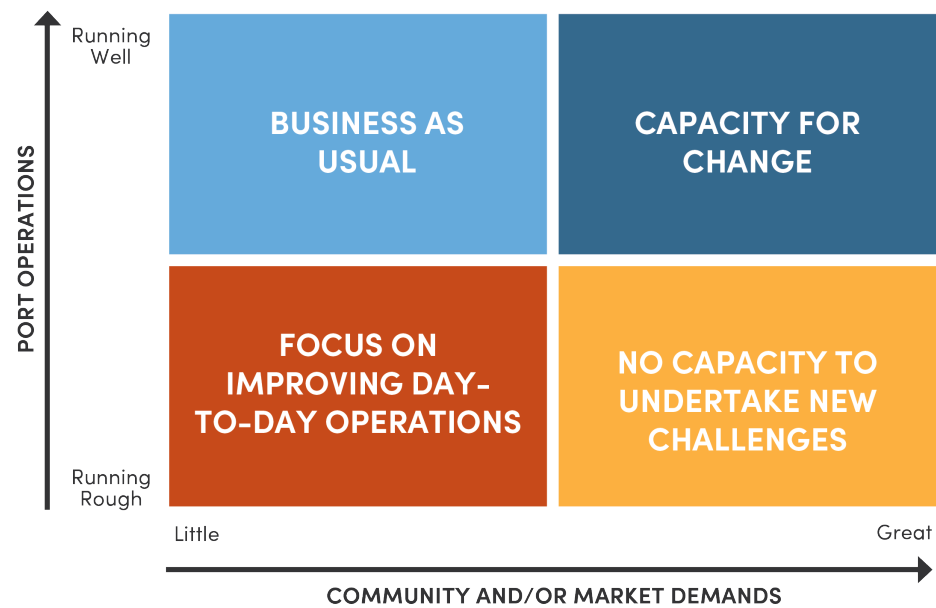 Running
Well
BUSINESS AS
USUAL
CAPACITY FOR
CHANGE
PORT OPERATIONS
FOCUS ON
IMPROVING DAY-
TO-DAY OPERATIONS
NO CAPACITY TO
UNDERTAKE NEW
CHALLENGES
Running
Rough
Little
Great
COMMUNITY AND/OR MARKET DEMANDS